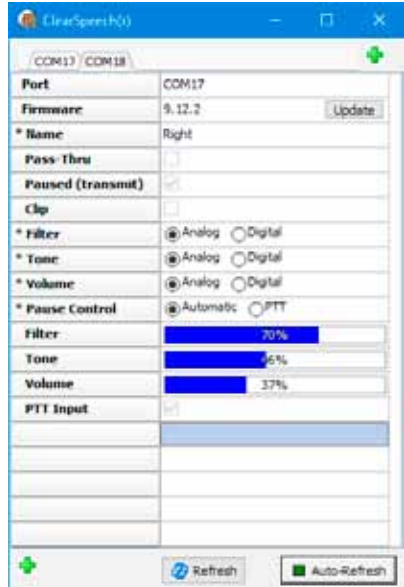 ClearSpeech(s)
COM17 COM18
Port COM17
Firmware 9.12.2 Update
* Name Right
Pass-Thru
Paused (transmit)
Clip
* Filter Analog Digital
* Tone Analog Digital
* Volume Analog Digital
* Pause Control Automatic PTT
Filter 70%
Tone 46%
Volume 37%
PTT Input
Refresh Auto-Refresh